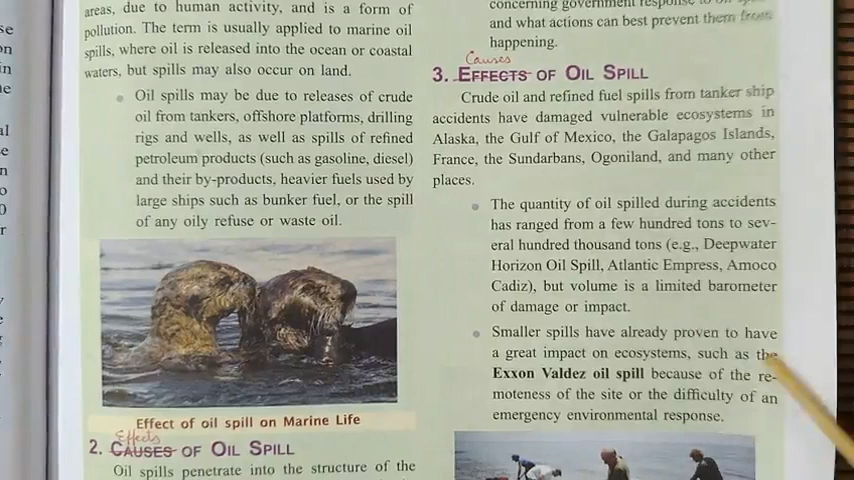 areas, due to human activity, and is a form of
pollution. The term is usually applied to marine oil
spills, where oil is released into the ocean or coastal
waters, but spills may also occur on land.
• Oil spills may be due to releases of crude
oil from tankers, offshore platforms, drilling
rigs and wells, as well as spills of refined
petroleum products (such as gasoline, diesel)
and their by-products, heavier fuels used by
large ships such as bunker fuel, or the spill
of any oily refuse or waste oil.
Effect of oil spill on Marine Life
Effects
2. CAUSES OF OIL SPILL
Oil spills penetrate into the structure of the
concerning government response to oil
and what actions can best prevent them from
happening.
Causes
3. EFFECTS OF OIL SPILL
Crude oil and refined fuel spills from tanker ship
accidents have damaged vulnerable ecosystems in
Alaska, the Gulf of Mexico, the Galapagos Islands,
France, the Sundarbans, Ogoniland, and many other
places.
• The quantity of oil spilled during accidents
has ranged from a few hundred tons to sev-
eral hundred thousand tons (e.g., Deepwater
Horizon Oil Spill, Atlantic Empress, Amoco
Cadiz), but volume is a limited barometer
of damage or impact.
• Smaller spills have already proven to have
a great impact on ecosystems, such as the
Exxon Valdez oil spill because of the re-
moteness of the site or the difficulty of an
emergency environmental response.